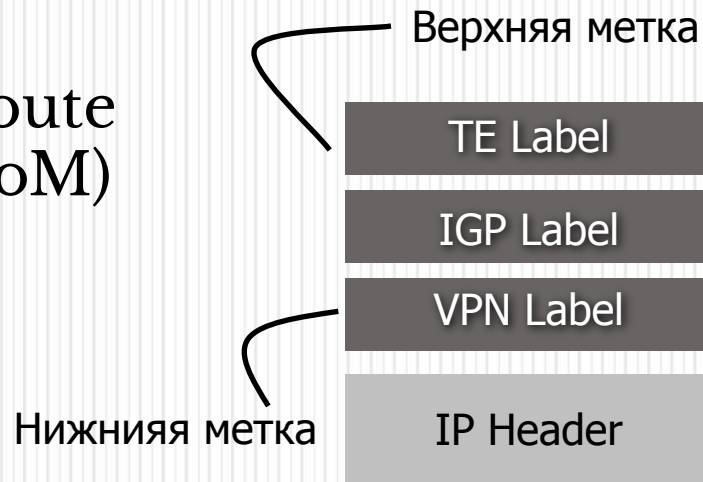 Верхняя метка
oute
oM)
TE Label
IGP Label
VPN Label
Нижнияя метка
IP Header